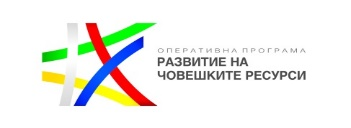 ОПЕРАТИВНА ПРОГРАМА
РАЗВИТИЕ НА
ЧОВЕШКИТЕ РЕСУРСИ